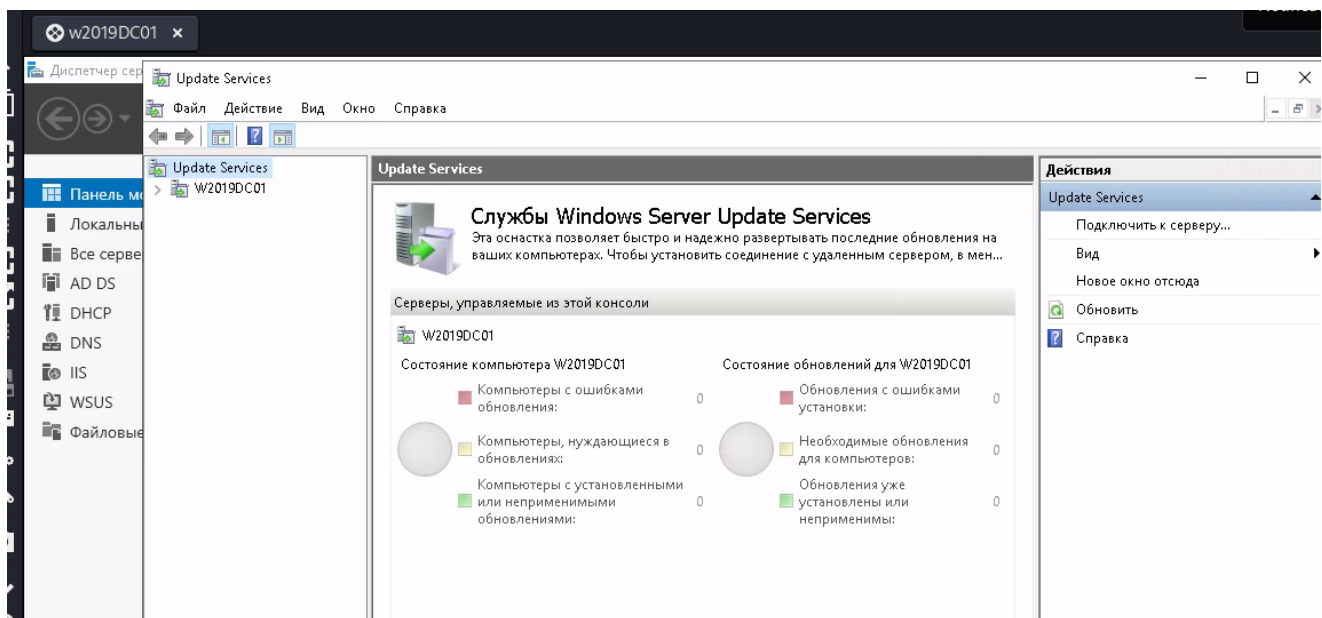 w2019DC01
Диспетчер сер
Update Services
Файл Действие Вид Окно Справка
Update Services
W2019DC01
Панель мо
Локальны
Все серве
AD DS
DHCP
DNS
IIS
WSUS
Файловые
Update Services
Службы Windows Server Update Services
Эта оснастка позволяет быстро и надежно развертывать последние обновления на
ваших компьютерах. Чтобы установить соединение с удаленным сервером, в мен...
Серверы, управляемые из этой консоли
W2019DC01
Состояние компьютера W2019DC01
Компьютеры с ошибками
обновления:
0
Компьютеры, нуждающиеся в
обновлениях:
0
Компьютеры с установленными
или неприменимыми
обновлениями:
0
Состояние обновлений для W2019DC01
Обновления с ошибками
установки:
0
Необходимые обновления
для компьютеров:
0
Обновления уже
установлены или
неприменимы:
0
Действия
Update Services
Подключить к серверу...
Вид
Новое окно отсюда
Обновить
Справка